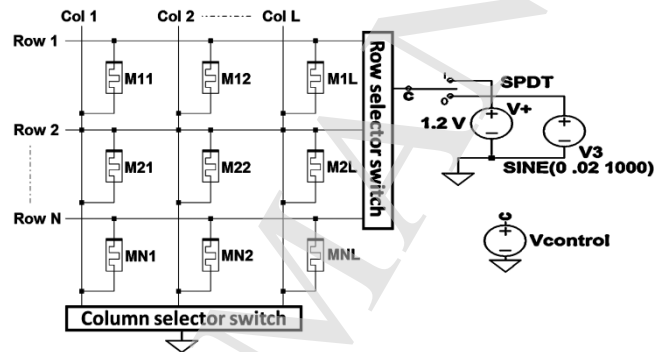 Col 1 Col 2 Col L
Row 1
M11 M12 M1L
Row 2
M21 M22 M2L
Row N
MN1 MN2 MNL
Column selector switch
Row selector switch
C
i
o
SPDT
V+
1.2 V
V3
SINE(0 .02 1000)
C
Vcontrol